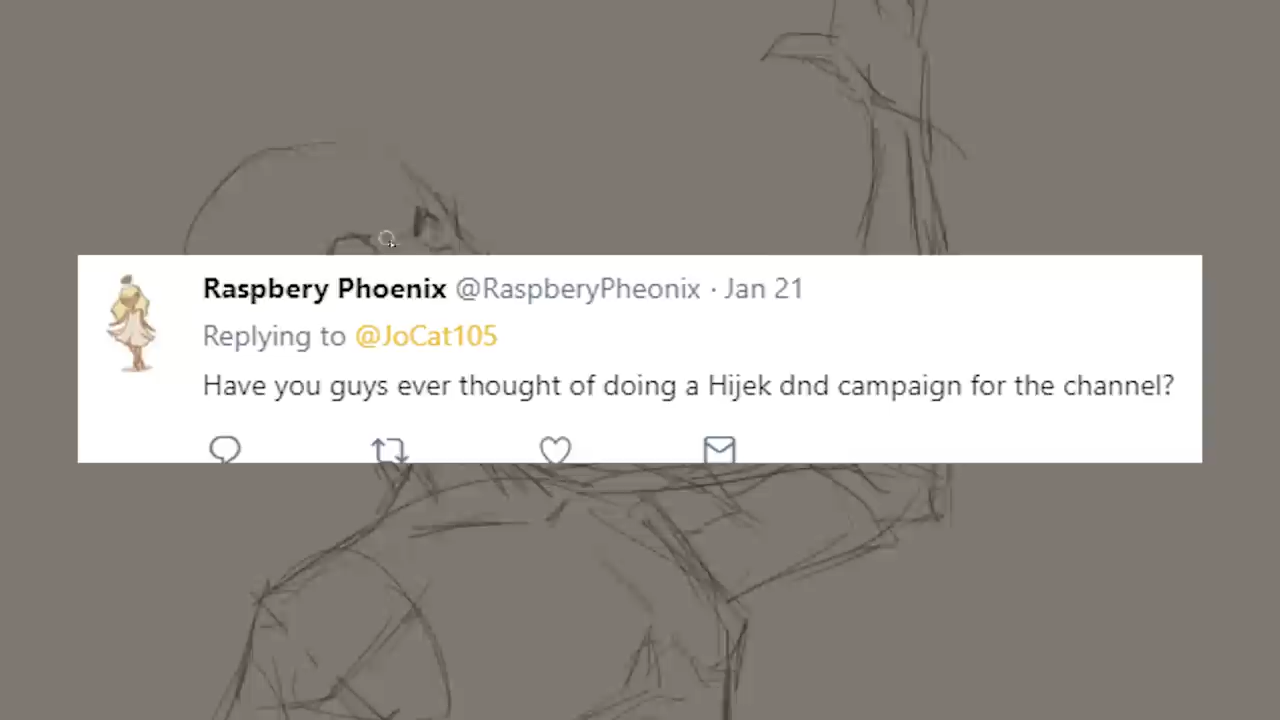 Raspbery Phoenix @RaspberyPheonix · Jan 21
Replying to @JoCat105
Have you guys ever thought of doing a Hijek dnd campaign for the channel?